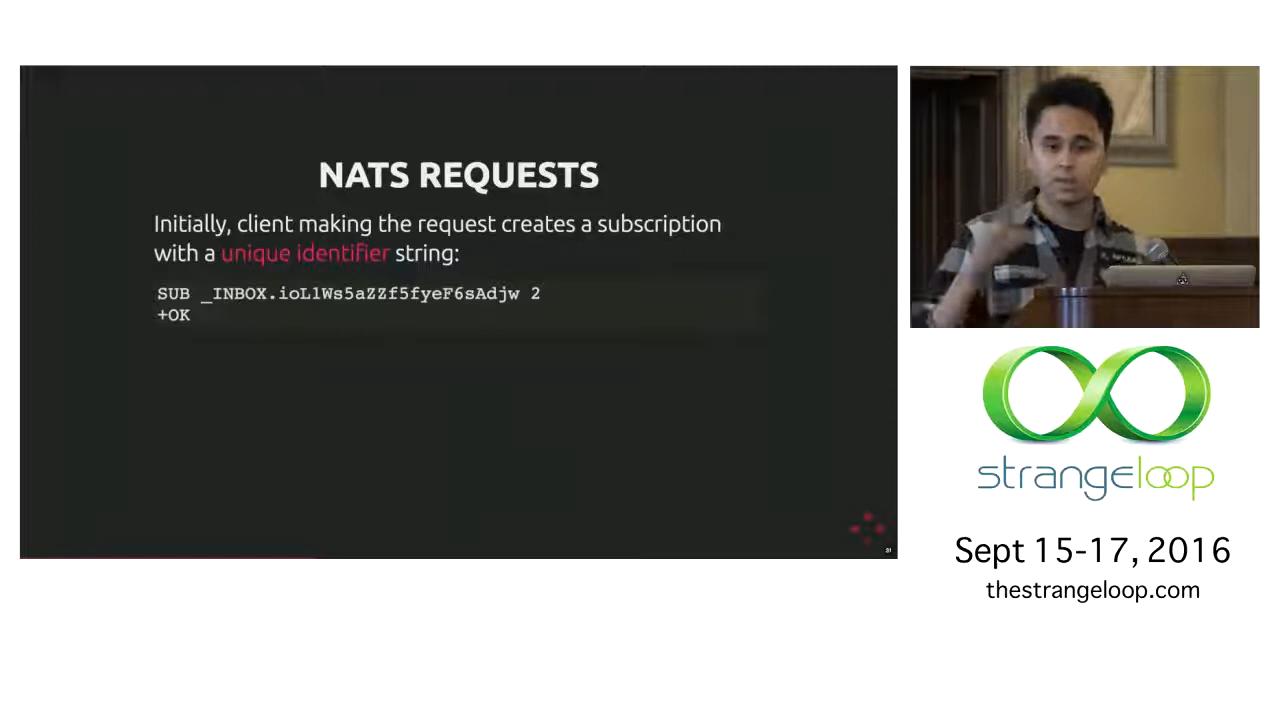 NATS REQUESTS
Initially, client making the request creates a subscription
with a unique identifier string:
SUB _INBOX.ioL1Ws5aZZf5fyeF6sAdjw 2
+OK
31
strangeloop
Sept 15-17, 2016
thestrangeloop.com